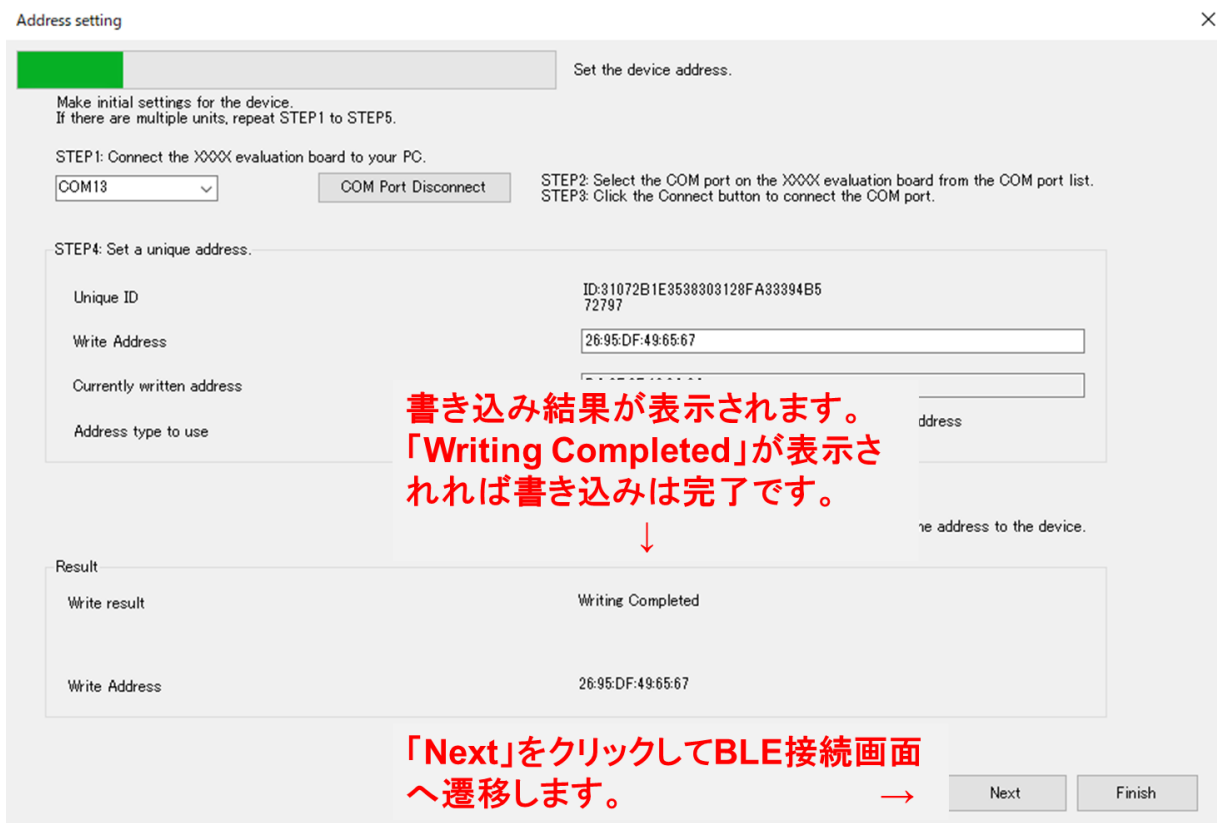 Address setting
Set the device address.
Make initial settings for the device.
If there are multiple units, repeat STEP1 to STEP5.
STEP1: Connect the XXXX evaluation board to your PC.
COM13
COM Port Disconnect
STEP2: Select the COM port on the XXXX evaluation board from the COM port list.
STEP3: Click the Connect button to connect the COM port.
STEP4: Set a unique address.
Unique ID
ID:31072B1E3538303128FA33394B5
72797
Write Address
26:95:DF:49:65:67
Currently written address
Address type to use
書き込み結果が表示されます。
「Writing Completed」が表示さ
れれば書き込みは完了です。
↓
address to the device.
Result
Write result
Writing Completed
Write Address
26:95:DF:49:65:67
「Next」をクリックしてBLE接続画面
へ遷移します。 →
Next
Finish